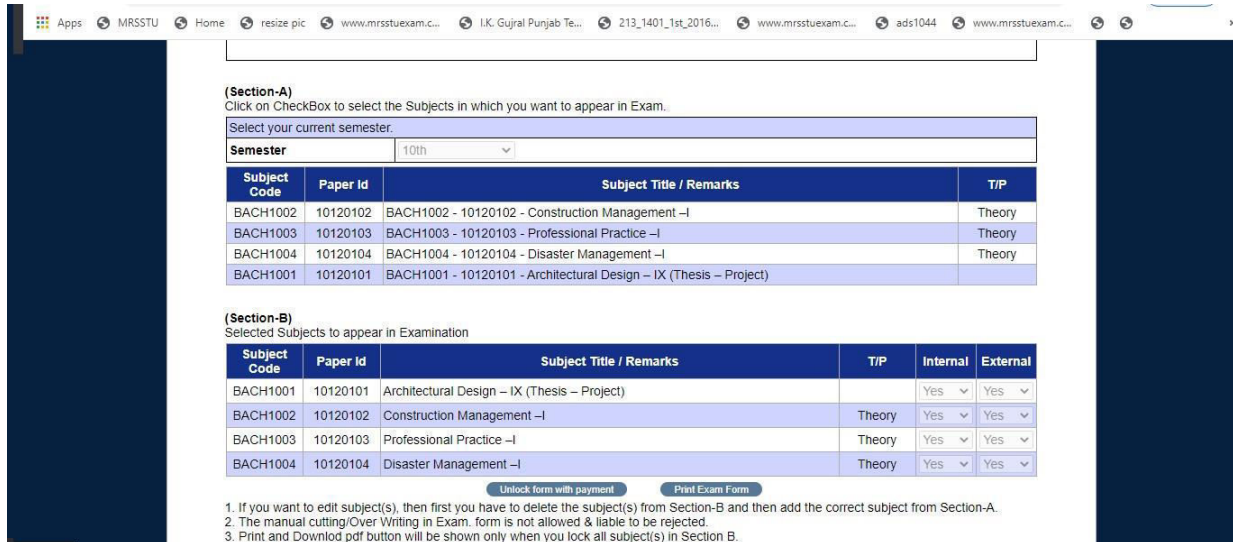 Apps MRSSTU Home resize pic www.mrsstuexam.c... I.K. Gujral Punjab Te... 213_1401_1st_2016... www.mrsstuexam.c... ads1044 www.mrsstuexam.c...
(Section-A)
Click on CheckBox to select the Subjects in which you want to appear in Exam.
Select your current semester.
Semester 10th
Subject Code Paper Id Subject Title / Remarks T/P
BACH1002 10120102 BACH1002 - 10120102 - Construction Management –I Theory
BACH1003 10120103 BACH1003 - 10120103 - Professional Practice –I Theory
BACH1004 10120104 BACH1004 - 10120104 - Disaster Management –I Theory
BACH1001 10120101 BACH1001 - 10120101 - Architectural Design – IX (Thesis – Project)
(Section-B)
Selected Subjects to appear in Examination
Subject Code Paper Id Subject Title / Remarks T/P Internal External
BACH1001 10120101 Architectural Design – IX (Thesis – Project) Yes Yes
BACH1002 10120102 Construction Management –I Theory Yes Yes
BACH1003 10120103 Professional Practice –I Theory Yes Yes
BACH1004 10120104 Disaster Management –I Theory Yes Yes
Unlock form with payment Print Exam Form
1. If you want to edit subject(s), then first you have to delete the subject(s) from Section-B and then add the correct subject from Section-A.
2. The manual cutting/Over Writing in Exam. form is not allowed & liable to be rejected.
3. Print and Downlod pdf button will be shown only when you lock all subject(s) in Section B.